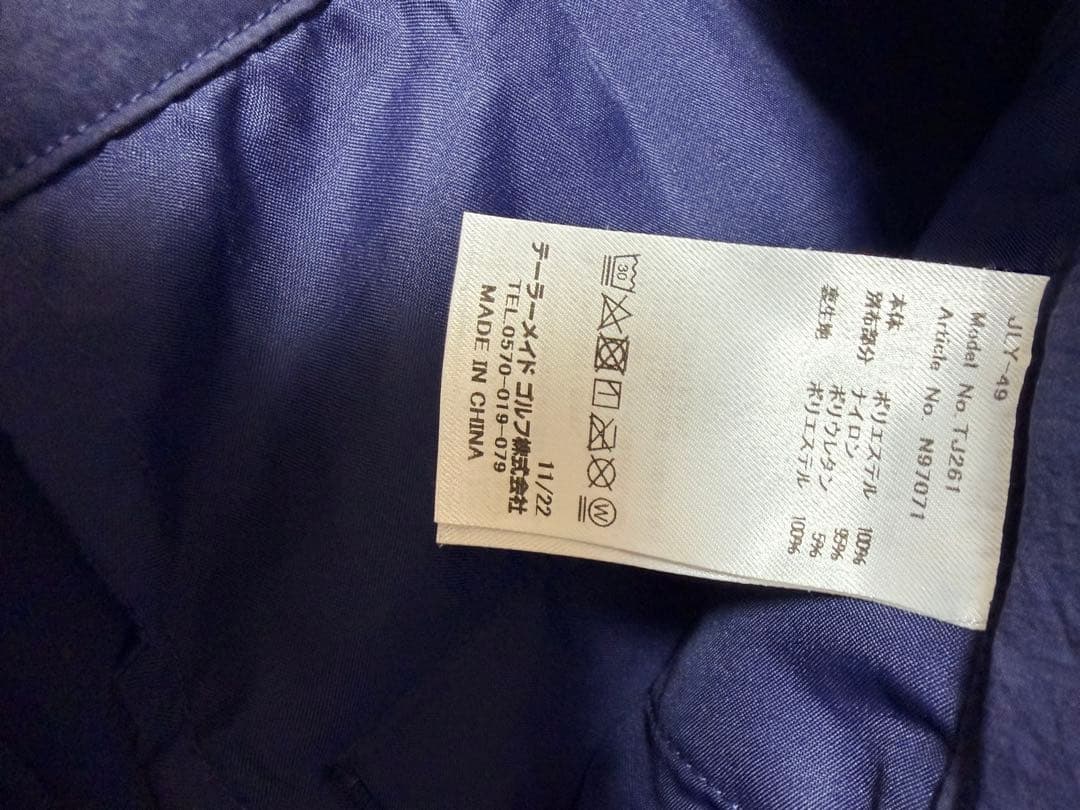 JLY-49
Model No. TJ261
Article No. N97071
本体 ポリエステル 100%
別布部分 ナイロン 95%
ポリウレタン 5%
裏生地 ポリエステル 100%
30
W
11/22
テーラーメイド ゴルフ株式会社
TEL.0570-019-079
MADE IN CHINA